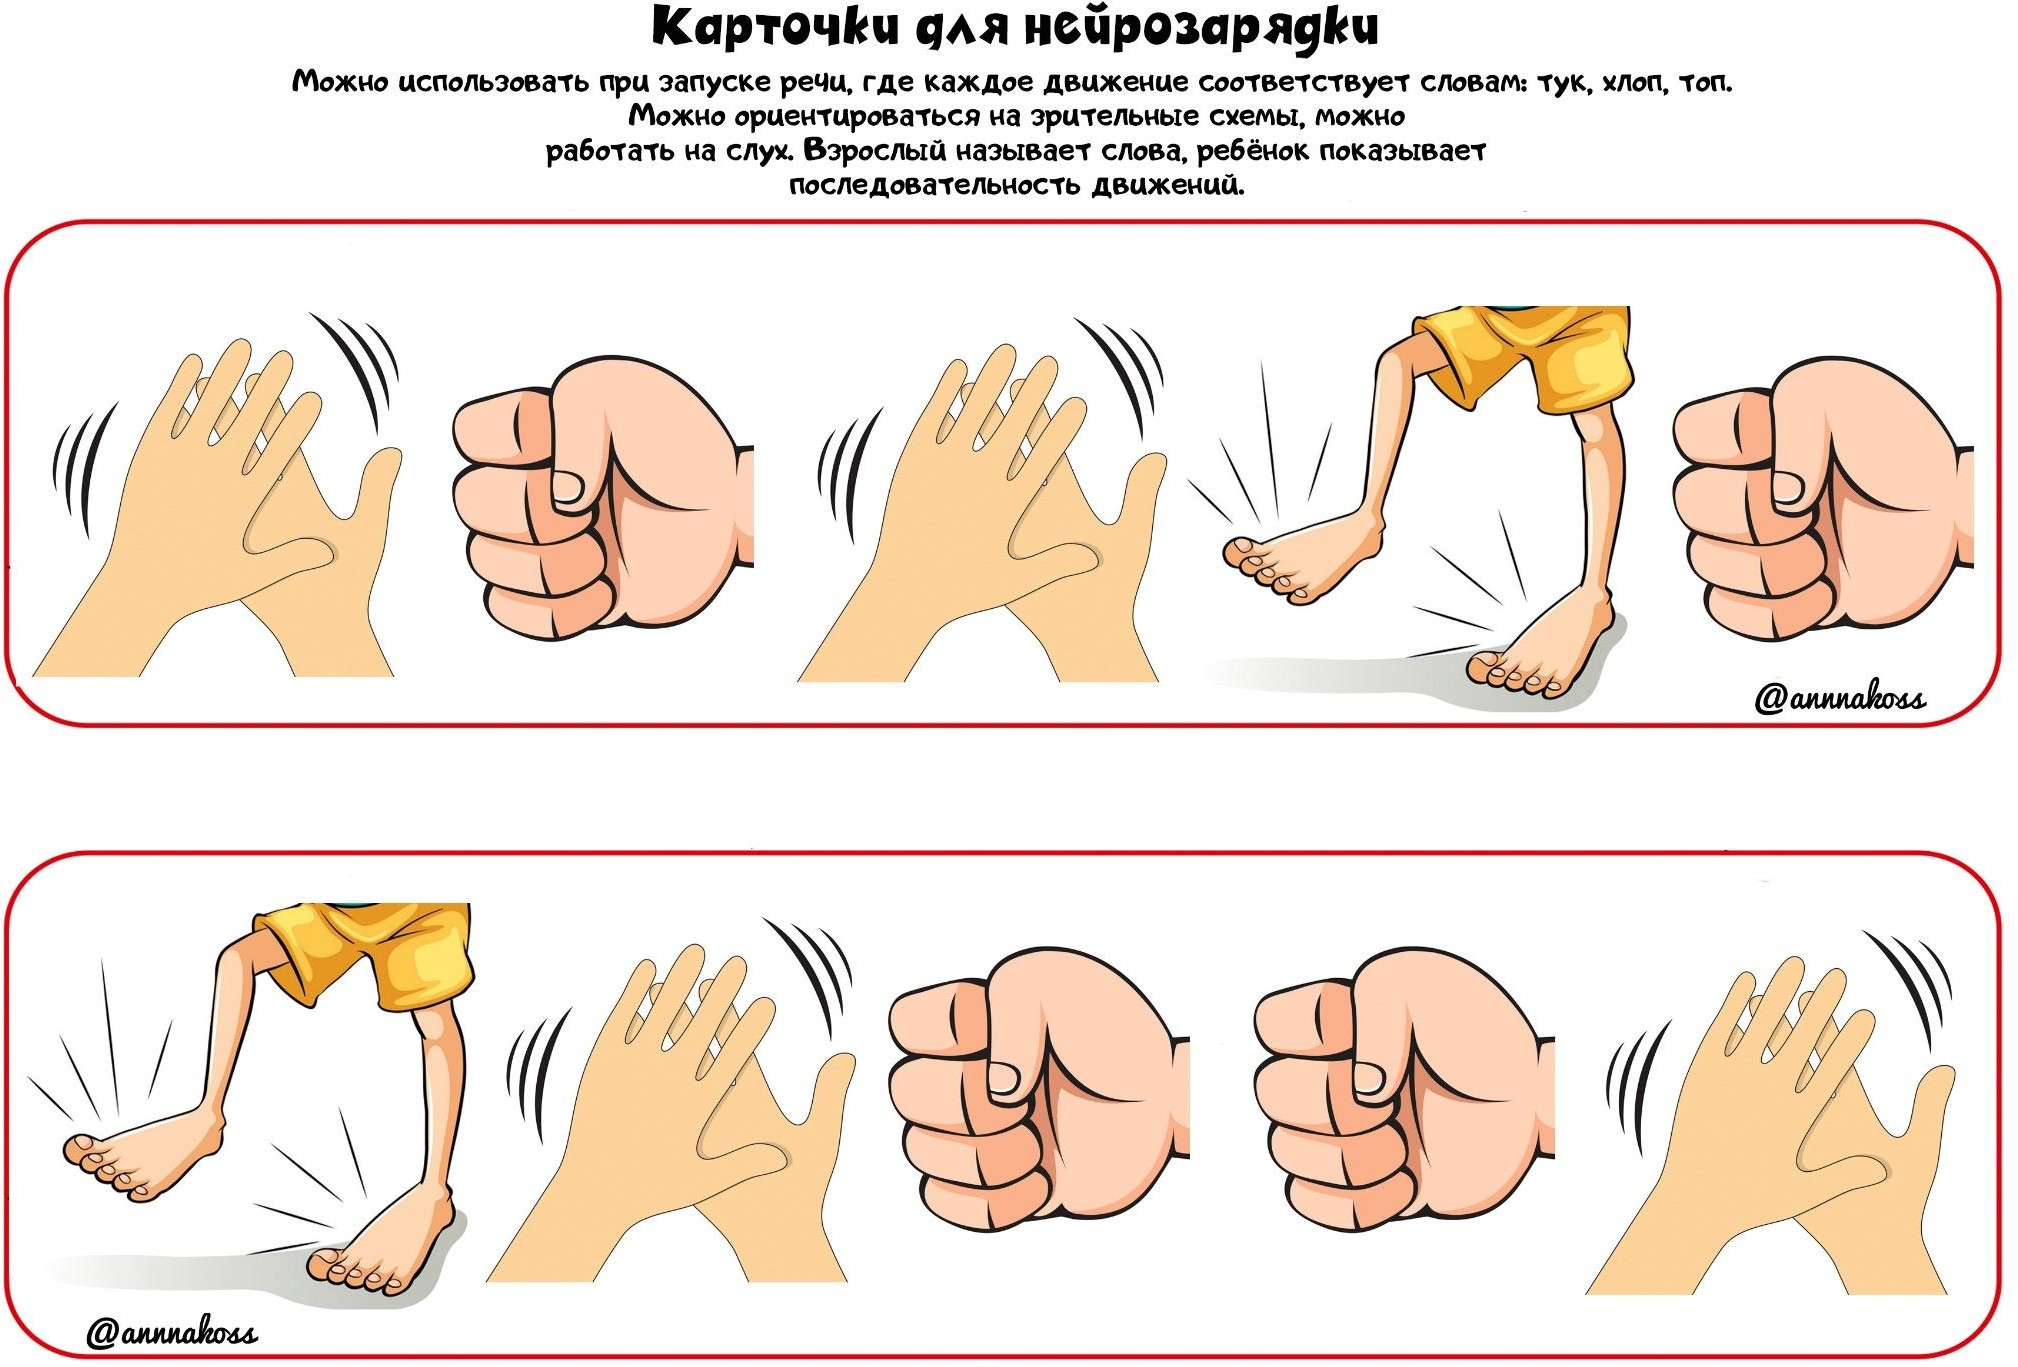 Карточки для нейрозарядки
Можно использовать при запуске речи, где каждое движение соответствует словам: тук, хлоп, топ.
Можно ориентироваться на зрительные схемы, можно
работать на слух. Взрослый называет слова, ребёнок показывает
последовательность движений.
@annnakoss
@annnakoss